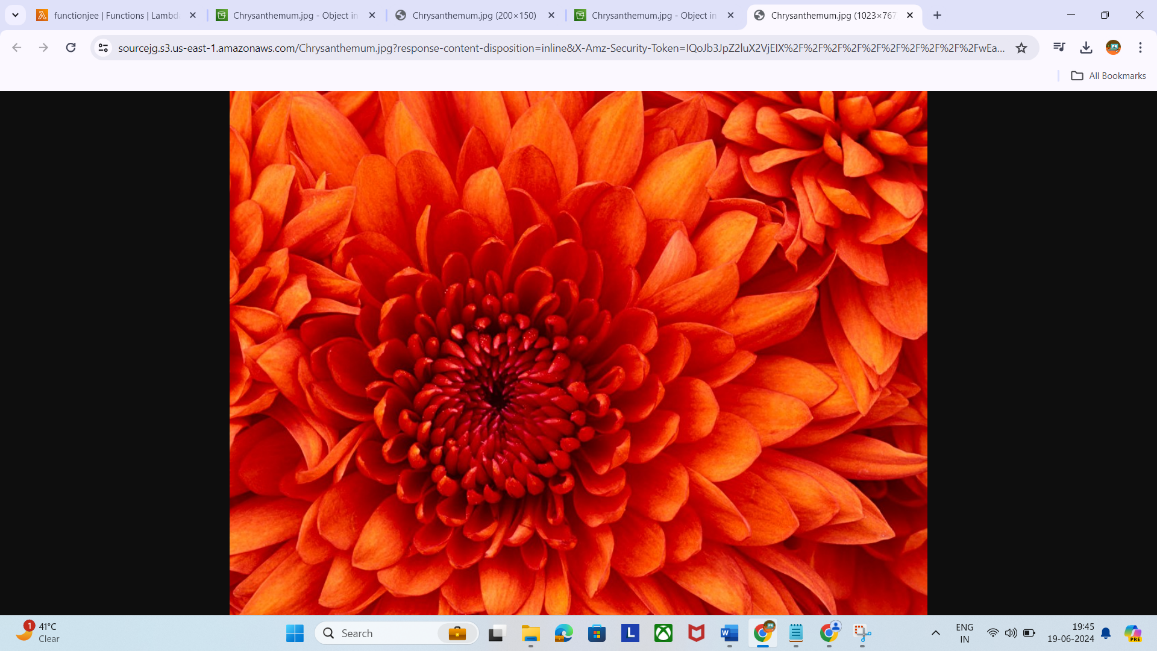 functionjee | Functions | Lambd
Chrysanthemum.jpg - Object in
Chrysanthemum.jpg (200×150)
Chrysanthemum.jpg - Object in
Chrysanthemum.jpg (1023×767
sourcejg.s3.us-east-1.amazonaws.com/Chrysanthemum.jpg?response-content-disposition=inline&X-Amz-Security-Token=IQoJb3JpZ2luX2VjEIX%2F%2F%2F%2F%2F%2F%2F%2F%2F%2FwEa...
All Bookmarks
1
41°C
Clear
Search
L
W
ENG
IN
19:45
19-06-2024
PRE